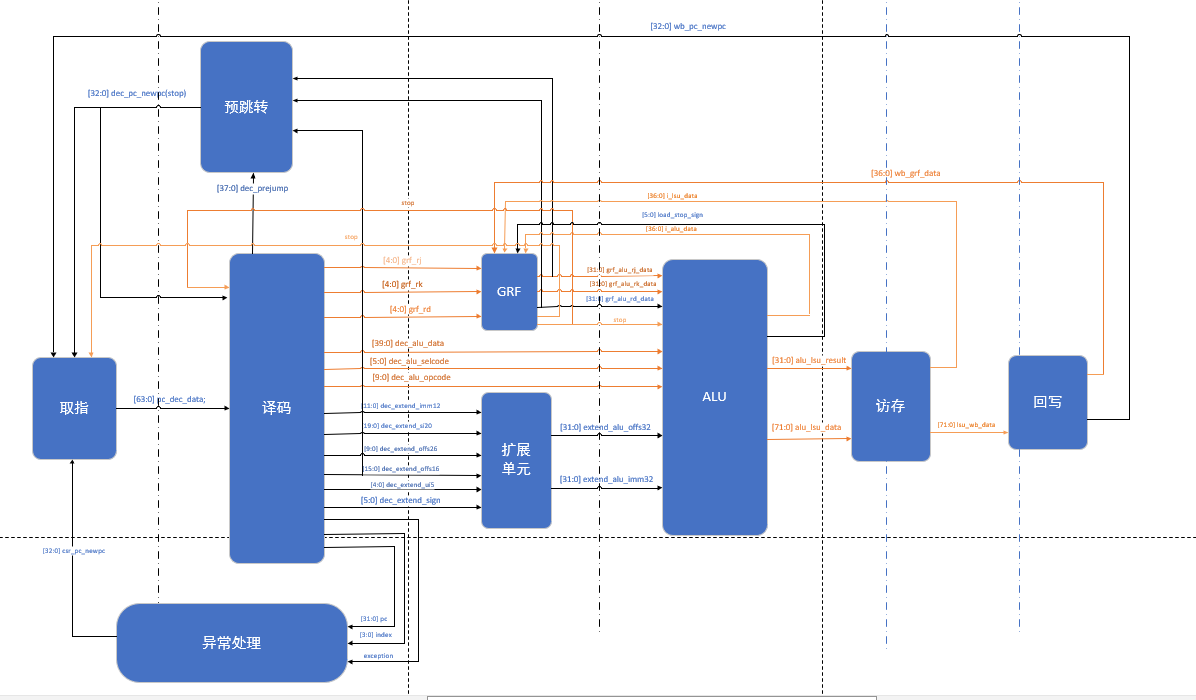 [32:0] wb_pc_newpc
[32:0] dec_pc_newpc(stop)
预跳转
[36:0] wb_grf_data
[37:0] dec_prejump
[36:0] i_lsu_data
stop
[5:0] load_stop_sign
[36:0] i_alu_data
stop
[4:0] grf_rj
[31:0] grf_alu_rj_data
[4:0] grf_rk
GRF
[31:0] grf_alu_rk_data
[31:0] grf_alu_rd_data
[4:0] grf_rd
stop
[39:0] dec_alu_data
[5:0] dec_alu_selcode
[31:0] alu_lsu_result
[9:0] dec_alu_opcode
ALU
取指
[63:0] pc_dec_data;
译码
访存
回写
[11:0] dec_extend_imm12
19:0] dec_extend_si20
[31:0] extend_alu_offs32
[71:0] alu_lsu_data
[71:0] lsu_wb_data
[9:0] dec_extend_offs26
扩展
单元
[15:0] dec_extend_offs16
[4:0] dec_extend_ui5
[31:0] extend_alu_imm32
[5:0] dec_extend_sign
[32:0] csr_pc_newpc
[31:0] pc
[3:0] index
异常处理
exception